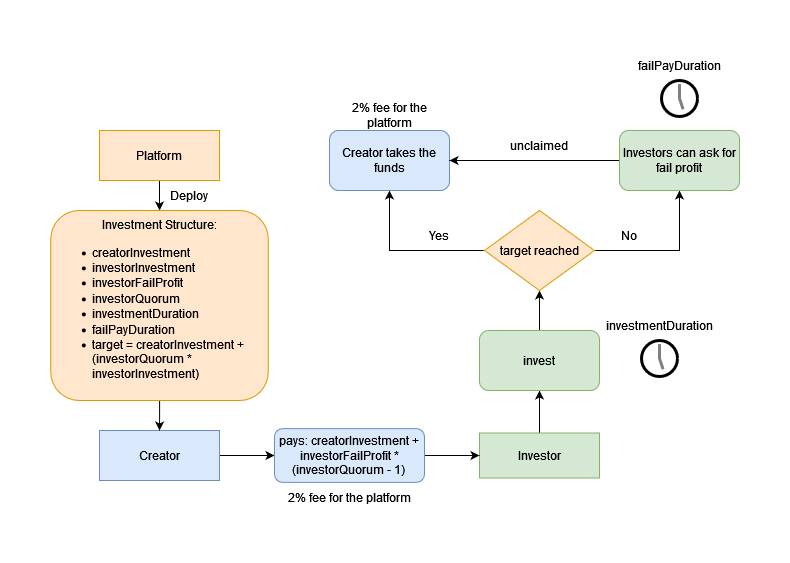 failPayDuration
2% fee for the
platform
Creator takes the
funds
unclaimed
Investors can ask for
fail profit
Platform
Deploy
Investment Structure:
• creatorInvestment
• investorInvestment
• investorFailProfit
• investorQuorum
• investmentDuration
• failPayDuration
• target = creatorInvestment +
(investorQuorum *
investorInvestment)
Yes
target reached
No
investmentDuration
invest
Creator
pays: creatorInvestment +
investorFailProfit *
(investorQuorum - 1)
2% fee for the platform
Investor